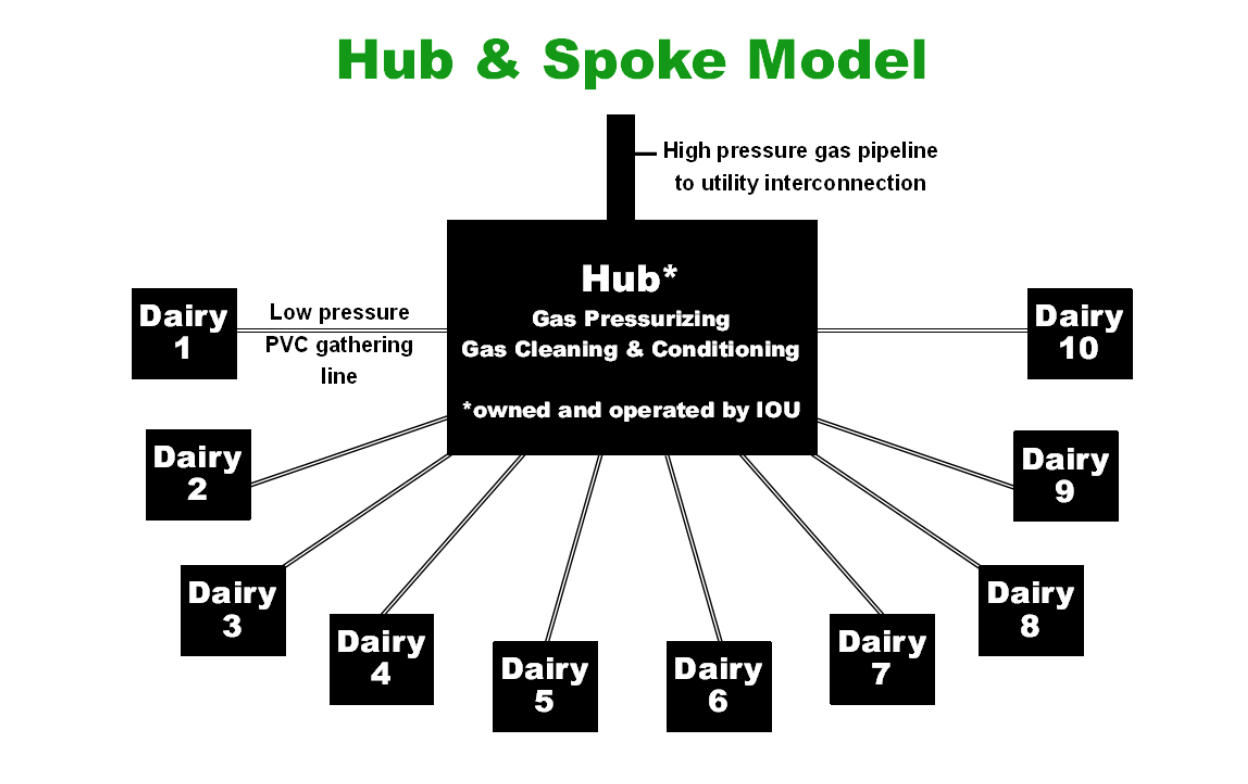 Hub & Spoke Model
High pressure gas pipeline
to utility interconnection
Hub*
Gas Pressurizing
Gas Cleaning & Conditioning
*owned and operated by IOU
Dairy
1
Low pressure
PVC gathering
line
Dairy
10
Dairy
2
Dairy
9
Dairy
3
Dairy
8
Dairy
4
Dairy
7
Dairy
5
Dairy
6